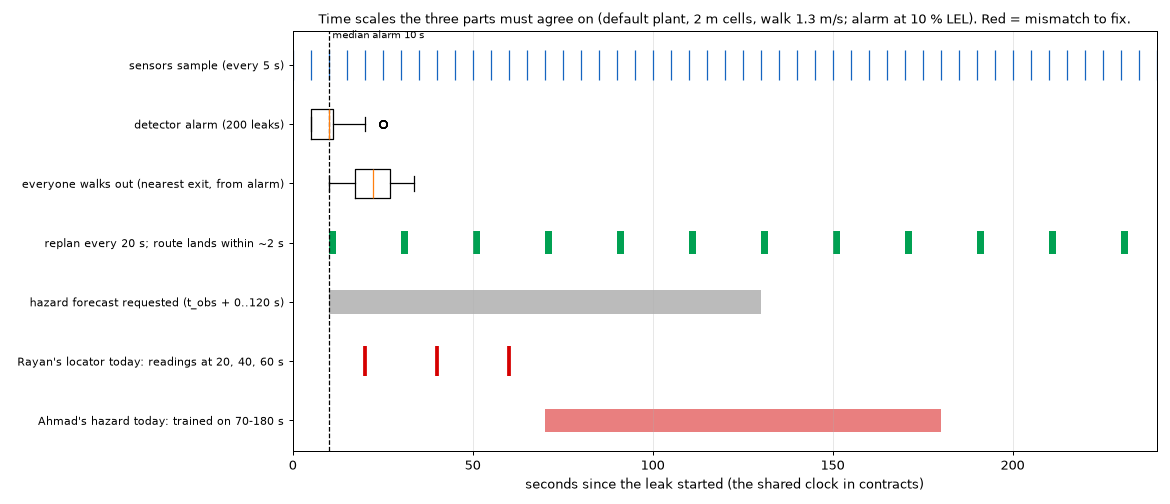 Time scales the three parts must agree on (default plant, 2 m cells, walk 1.3 m/s; alarm at 10 % LEL). Red = mismatch to fix.
median alarm 10 s
sensors sample (every 5 s)
detector alarm (200 leaks)
everyone walks out (nearest exit, from alarm)
replan every 20 s; route lands within ~2 s
hazard forecast requested (t_obs + 0..120 s)
Rayan's locator today: readings at 20, 40, 60 s
Ahmad's hazard today: trained on 70-180 s
0 50 100 150 200
seconds since the leak started (the shared clock in contracts)